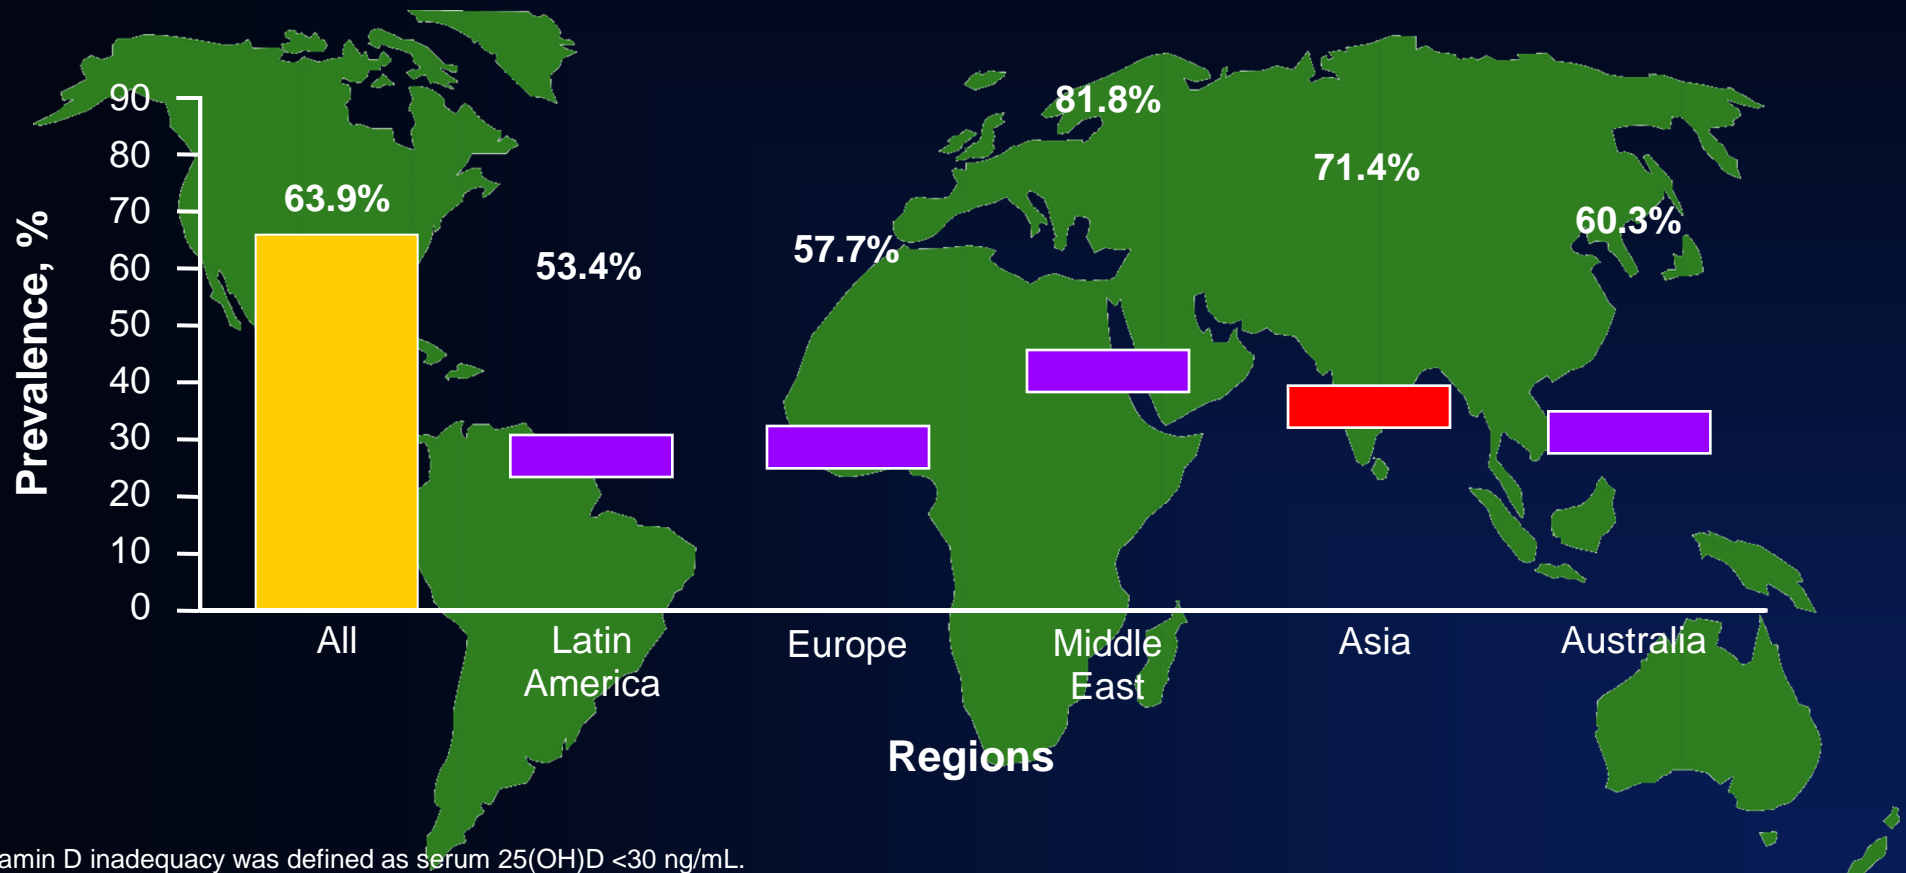 81.8%
90
80
71.4%
63.9%
70
60.3%
57.7%
53.4%
60
50
40
30
20
10
0
Prevalence, %
All
Latin
America
Europe
Middle
East
Asia
Australia
Regions
amin D inadequacy was defined as serum 25(OH)D <30 ng/mL.